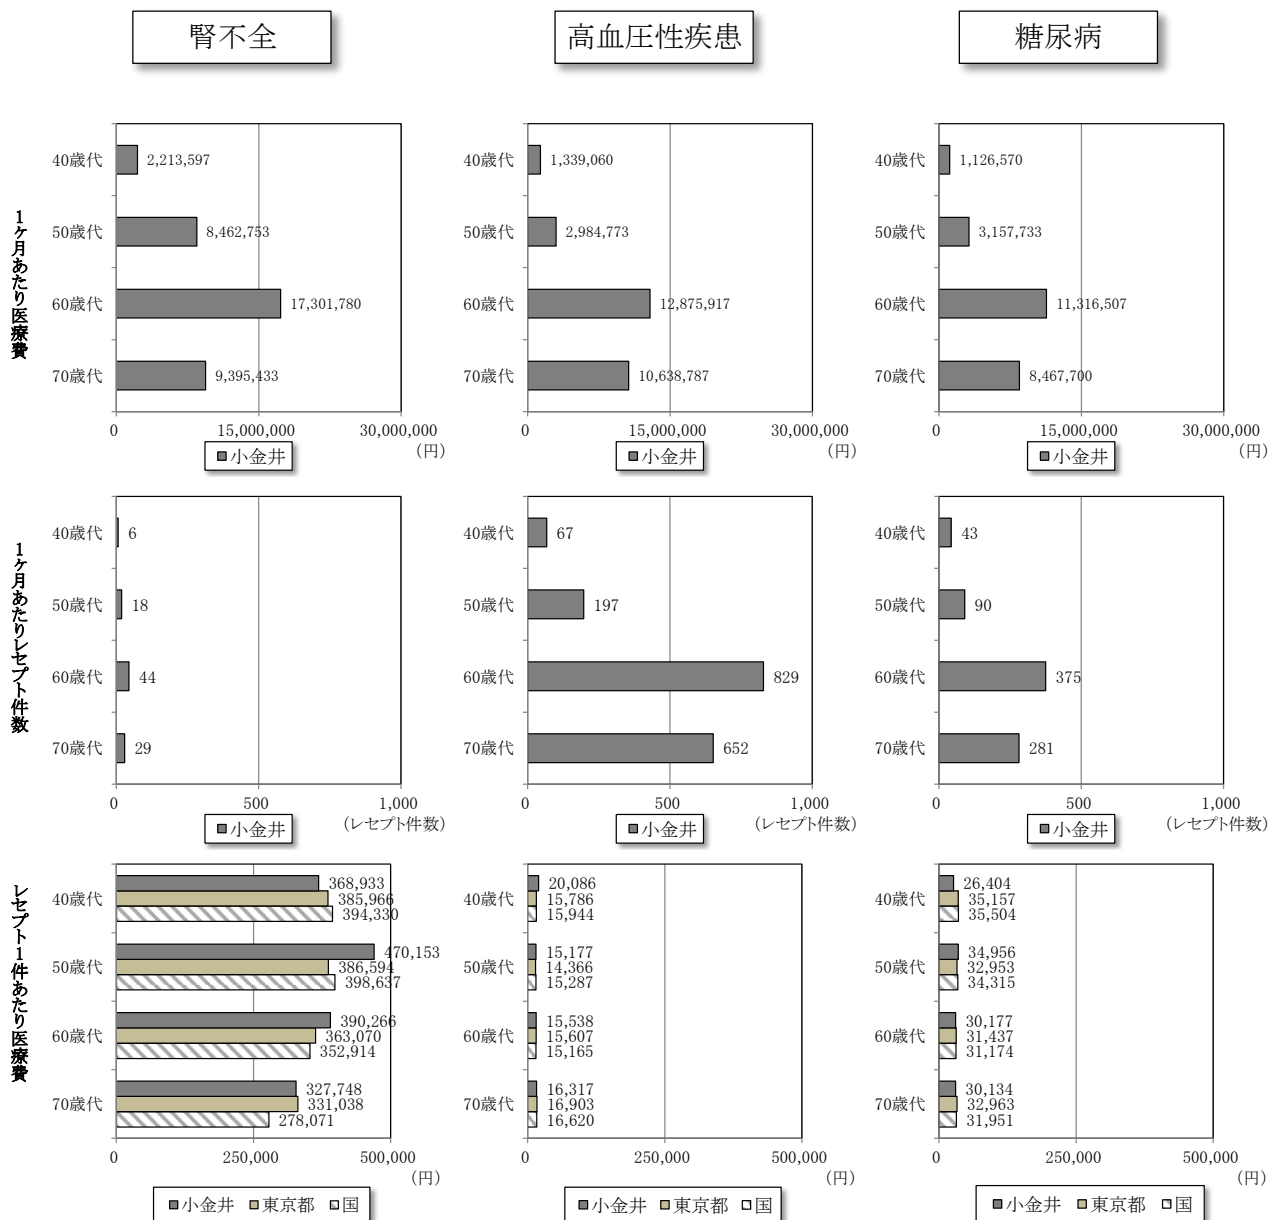 腎不全
高血圧性疾患
糖尿病
1ヶ月あたり医療費
40歳代
2,213,597
50歳代
8,462,753
60歳代
17,301,780
70歳代
9,395,433
0
15,000,000
30,000,000
(円)
小金井
40歳代
1,339,060
50歳代
2,984,773
60歳代
12,875,917
70歳代
10,638,787
0
15,000,000
30,000,000
(円)
小金井
40歳代
1,126,570
50歳代
3,157,733
60歳代
11,316,507
70歳代
8,467,700
0
15,000,000
30,000,000
(円)
小金井
1ヶ月あたりレセプト件数
40歳代
6
50歳代
18
60歳代
44
70歳代
29
0
500
1,000
(レセプト件数)
小金井
40歳代
67
50歳代
197
60歳代
829
70歳代
652
0
500
1,000
(レセプト件数)
小金井
40歳代
43
50歳代
90
60歳代
375
70歳代
281
0
500
1,000
(レセプト件数)
小金井
レセプト1件あたり医療費
40歳代
368,933
385,966
394,330
50歳代
470,153
386,594
398,637
60歳代
390,266
363,070
352,914
70歳代
327,748
331,038
278,071
0
250,000
500,000
(円)
小金井 東京都 国
40歳代
20,086
15,786
15,944
50歳代
15,177
14,366
15,287
60歳代
15,538
15,607
15,165
70歳代
16,317
16,903
16,620
0
250,000
500,000
(円)
小金井 東京都 国
40歳代
26,404
35,157
35,504
50歳代
34,956
32,953
34,315
60歳代
30,177
31,437
31,174
70歳代
30,134
32,963
31,951
0
250,000
500,000
(円)
小金井 東京都 国